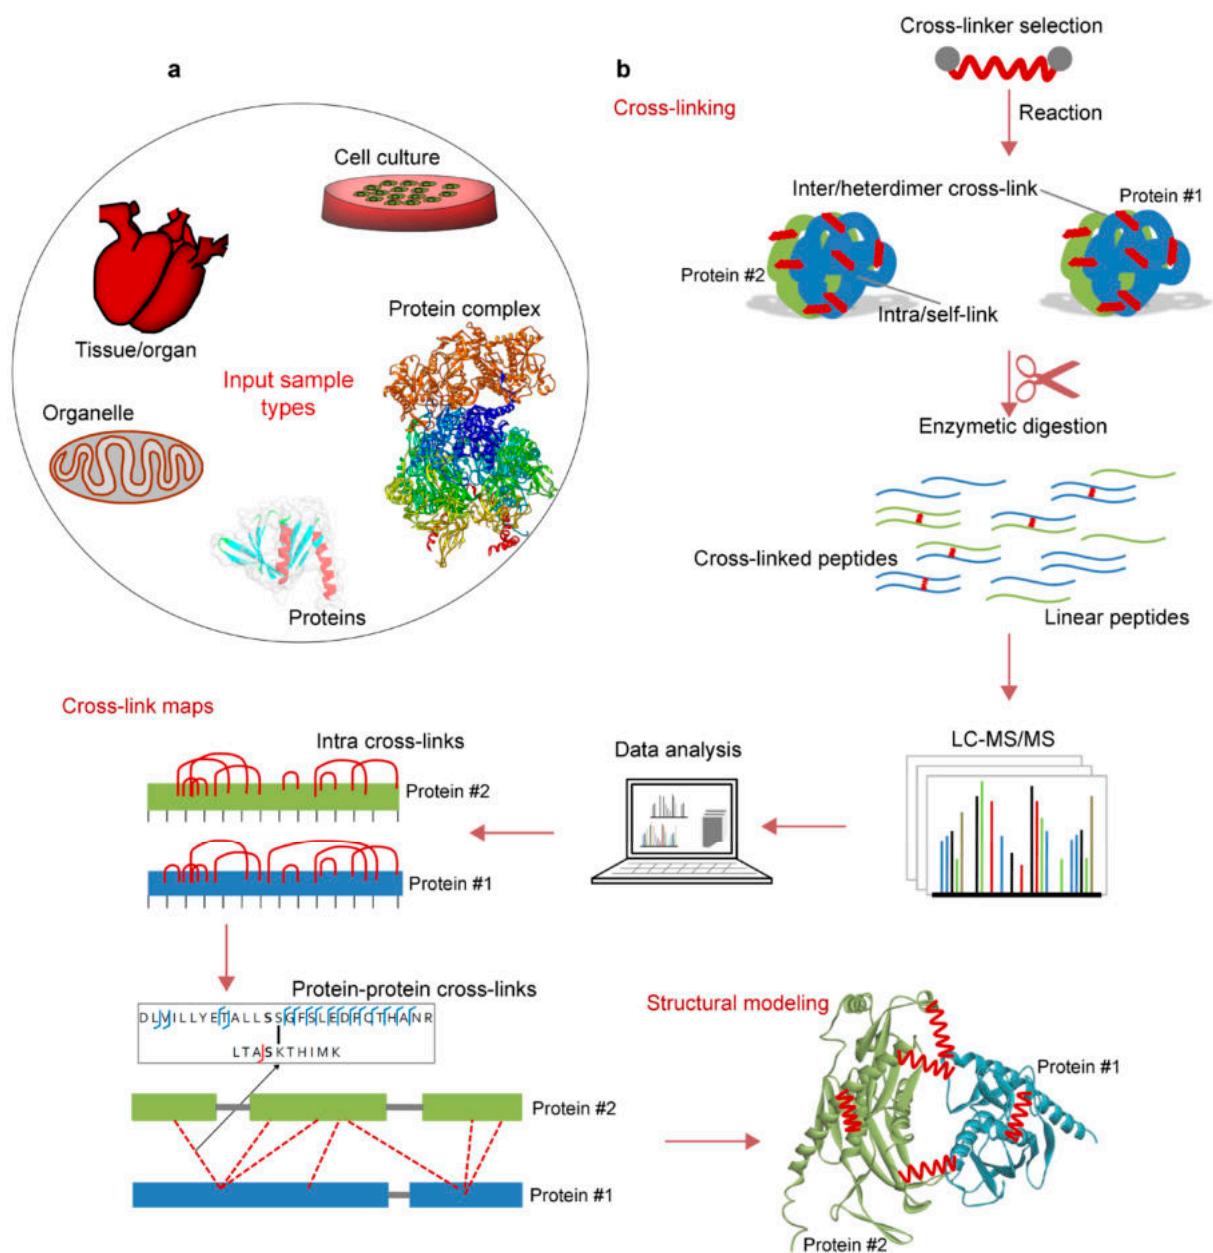 a
Cell culture
Tissue/organ
Protein complex
Input sample
types
Organelle
Proteins
b
Cross-linker selection
Cross-linking
Reaction
Inter/heterdimer cross-link
Protein #1
Protein #2
Intra/self-link
Enzymetic digestion
Cross-linked peptides
Linear peptides
LC-MS/MS
Data analysis
Cross-link maps
Intra cross-links
Protein #2
Protein #1
Protein-protein cross-links
DLVILLYETALLSSGFSLEDPQTHANR
LTASKTHIMK
Protein #2
Protein #1
Structural modeling
Protein #1
Protein #2